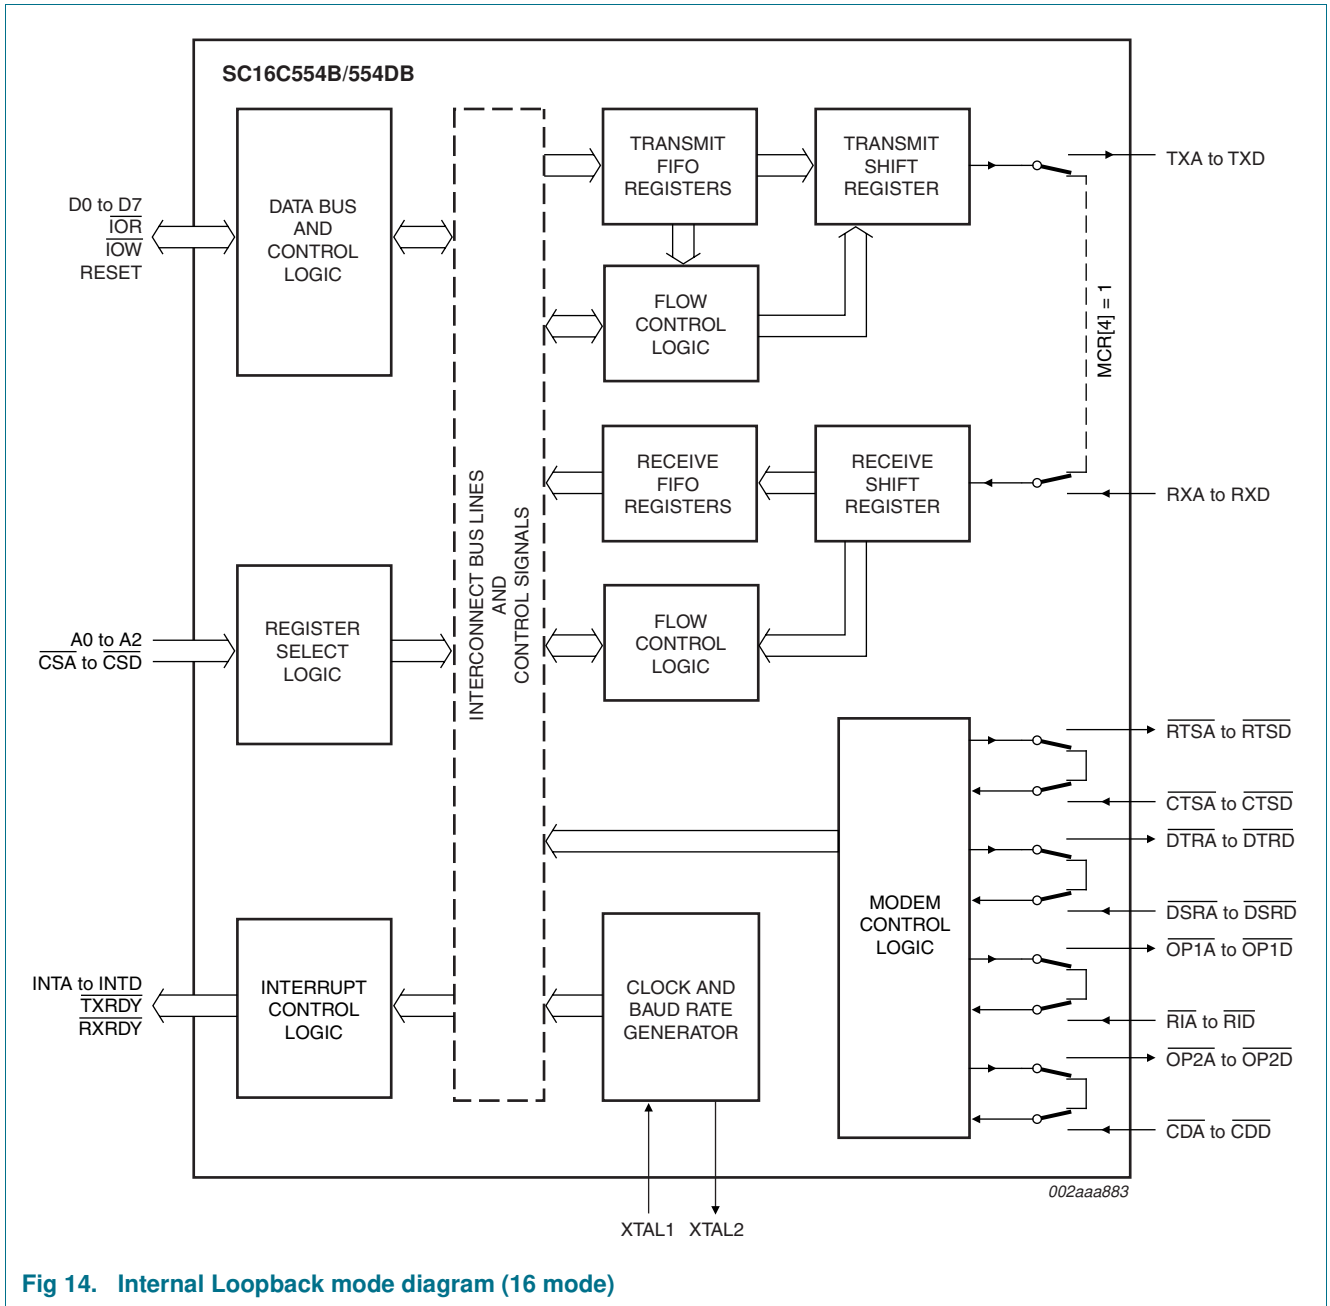 SC16C554B/554DB
D0 to D7
IOR
IOW
RESET
DATA BUS
AND
CONTROL
LOGIC
TRANSMIT
FIFO
REGISTERS
TRANSMIT
SHIFT
REGISTER
TXA to TXD
FLOW
CONTROL
LOGIC
MCR[4] = 1
RECEIVE
FIFO
REGISTERS
RECEIVE
SHIFT
REGISTER
RXA to RXD
INTERCONNECT BUS LINES
AND
CONTROL SIGNALS
A0 to A2
CSA to CSD
REGISTER
SELECT
LOGIC
FLOW
CONTROL
LOGIC
RTSA to RTSD
CTSA to CTSD
DTRA to DTRD
DSRA to DSRD
OP1A to OP1D
RIA to RID
OP2A to OP2D
CDA to CDD
MODEM
CONTROL
LOGIC
INTA to INTD
TXRDY
RXRDY
INTERRUPT
CONTROL
LOGIC
CLOCK AND
BAUD RATE
GENERATOR
XTAL1 XTAL2
002aaa883
Fig 14. Internal Loopback mode diagram (16 mode)